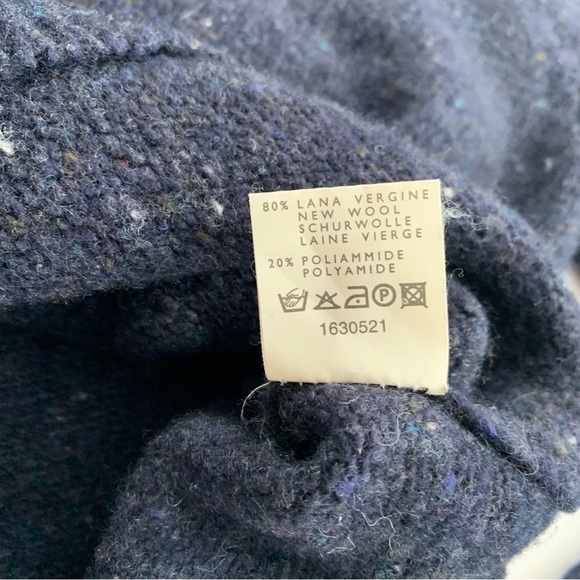 80% LANA VERGINE
NEW WOOL
SCHURWOLLE
LAINE VIERGE
20% POLIAMMIDE
POLYAMIDE
P
1630521